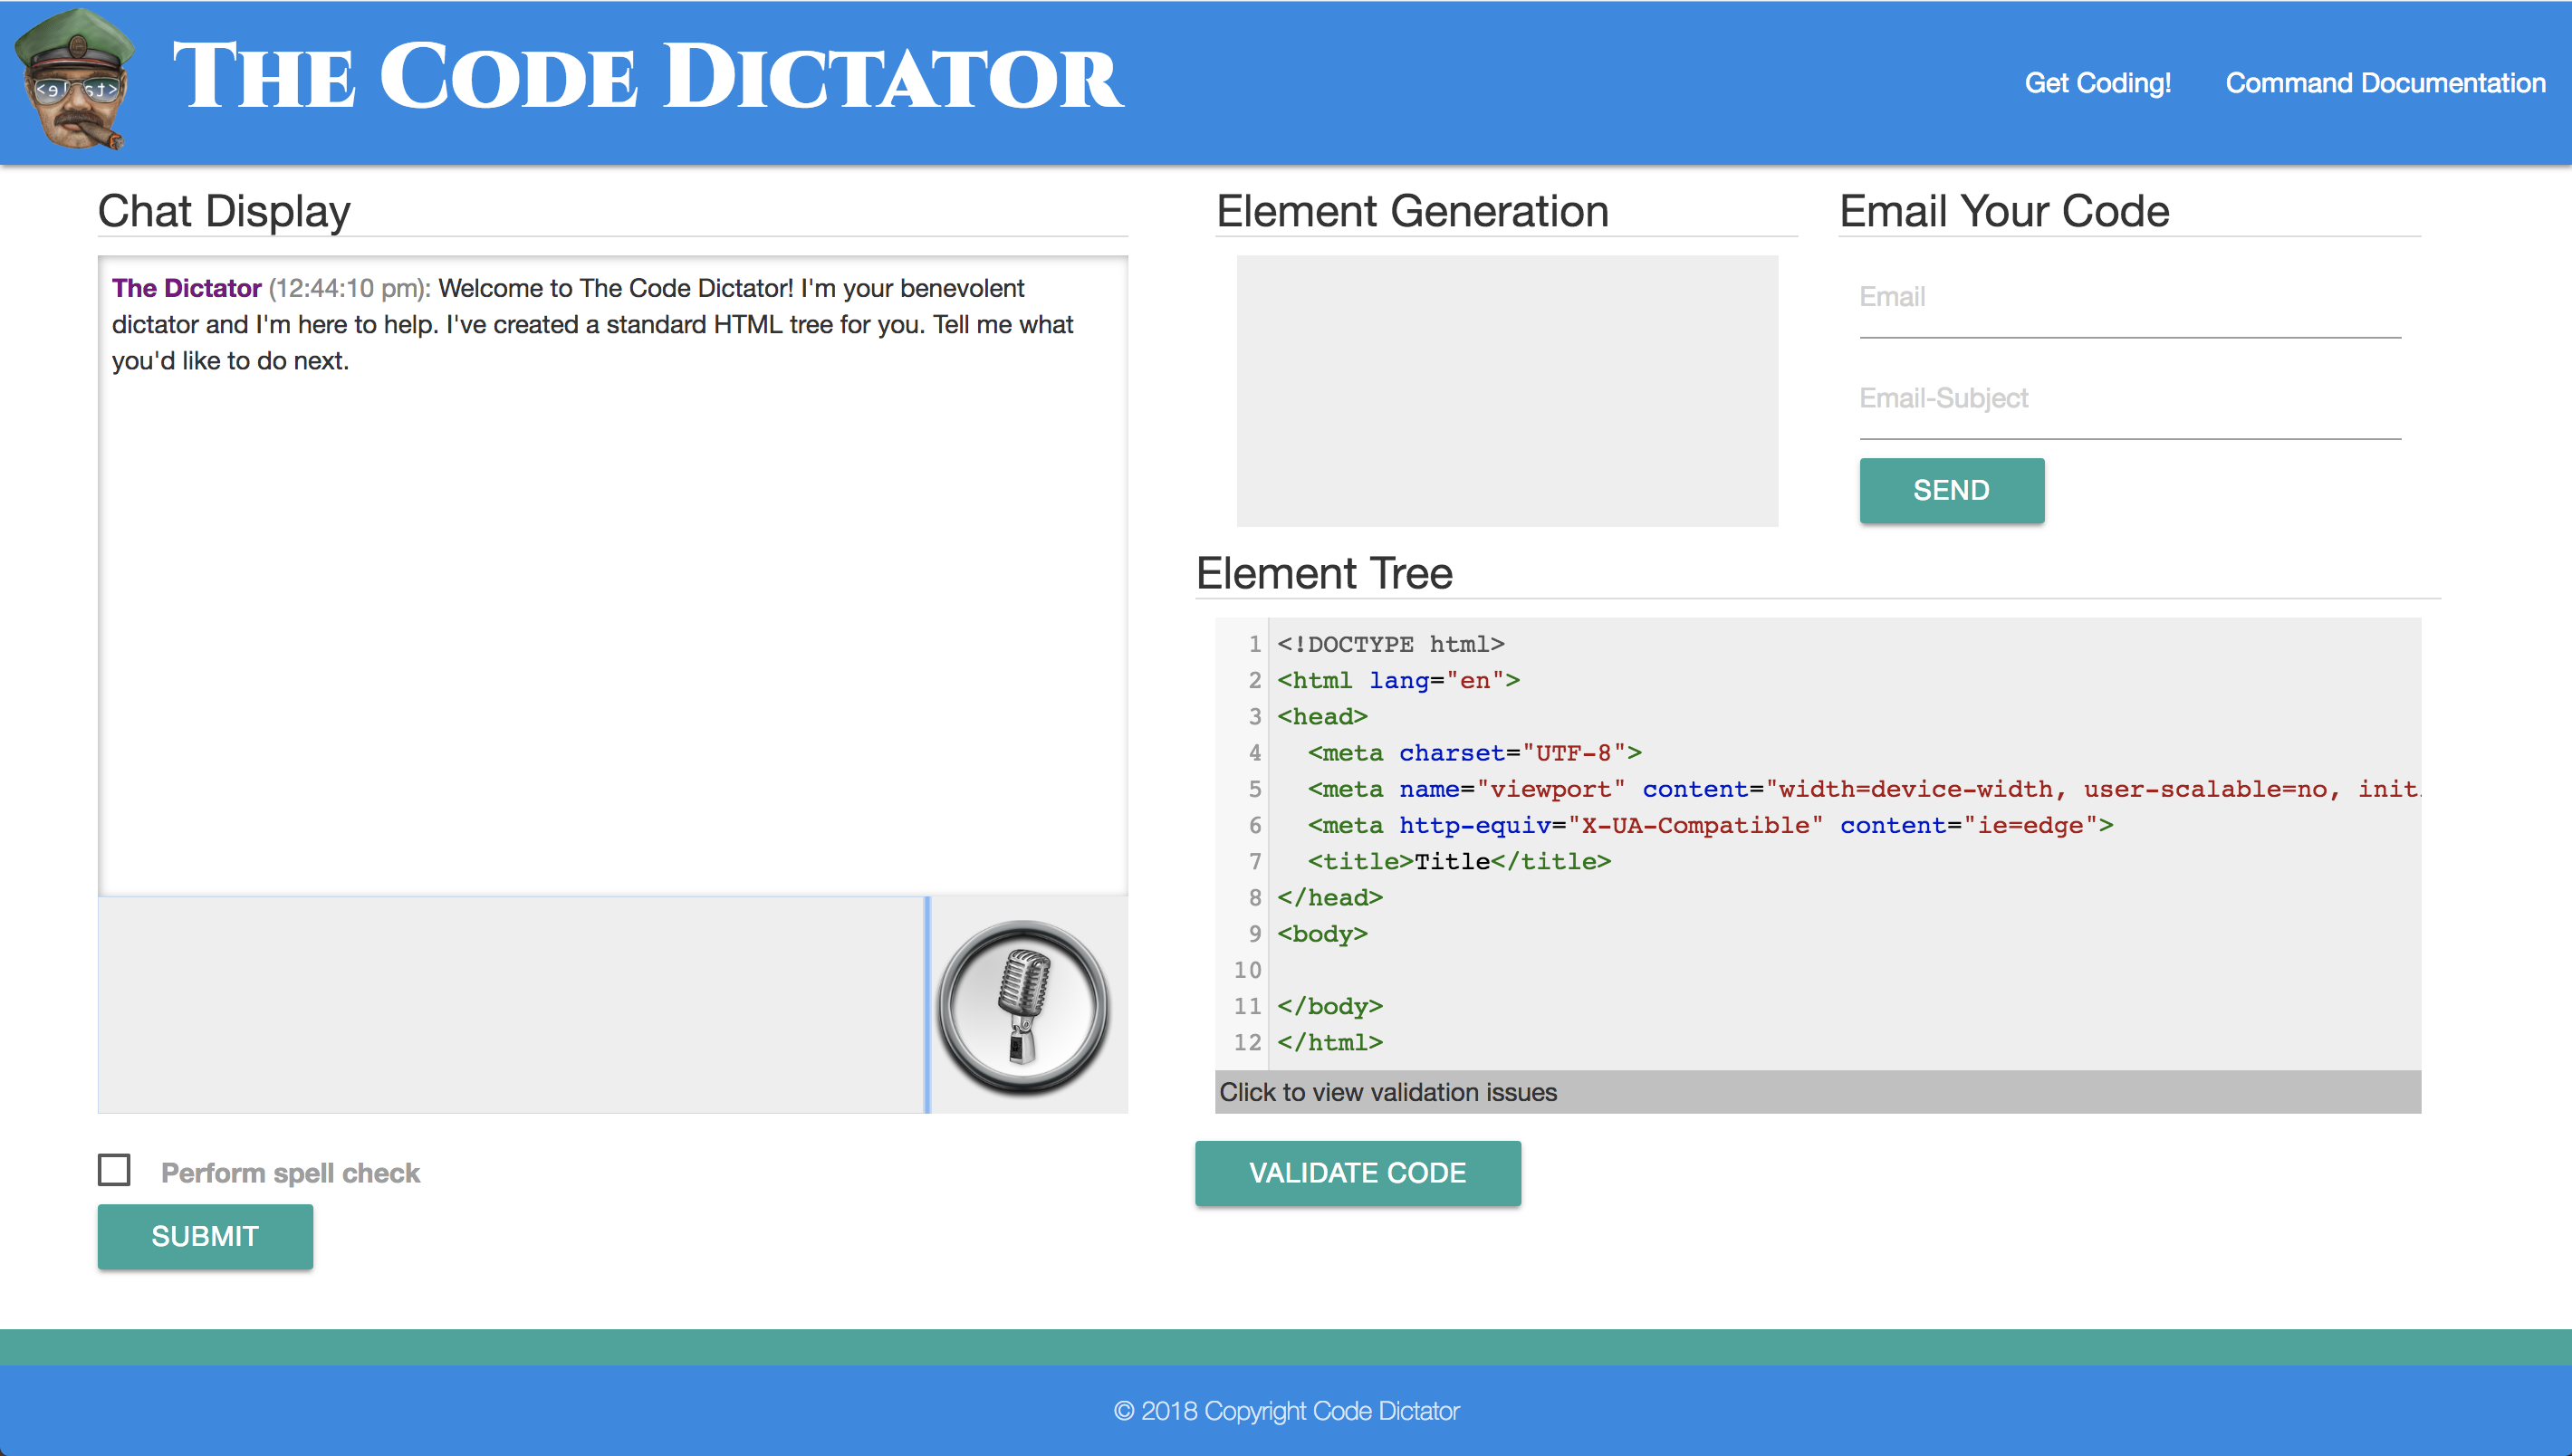 The Code Dictator
Get Coding!
Command Documentation
Chat Display
The Dictator (12:44:10 pm): Welcome to The Code Dictator! I'm your benevolent
dictator and I'm here to help. I've created a standard HTML tree for you. Tell me what
you'd like to do next.
Perform spell check
SUBMIT
Element Generation
Email Your Code
Email
Email-Subject
SEND
Element Tree
1 <!DOCTYPE html>
2 <html lang="en">
3 <head>
4 <meta charset="UTF-8">
5 <meta name="viewport" content="width=device-width, user-scalable=no, init
6 <meta http-equiv="X-UA-Compatible" content="ie=edge">
7 <title>Title</title>
8 </head>
9 <body>
10
11 </body>
12 </html>
Click to view validation issues
VALIDATE CODE
© 2018 Copyright Code Dictator